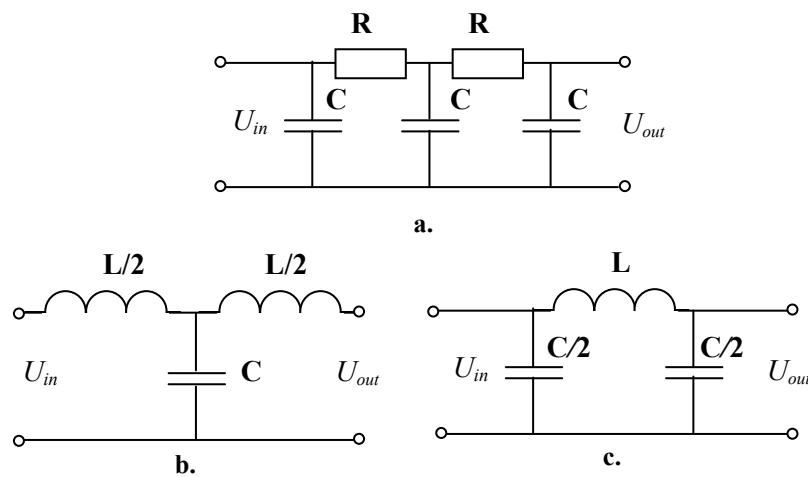 R R
C C C
U_in U_out
a.
L/2 L/2
U_in C U_out
b.
L
C/2 C/2
U_in U_out
c.